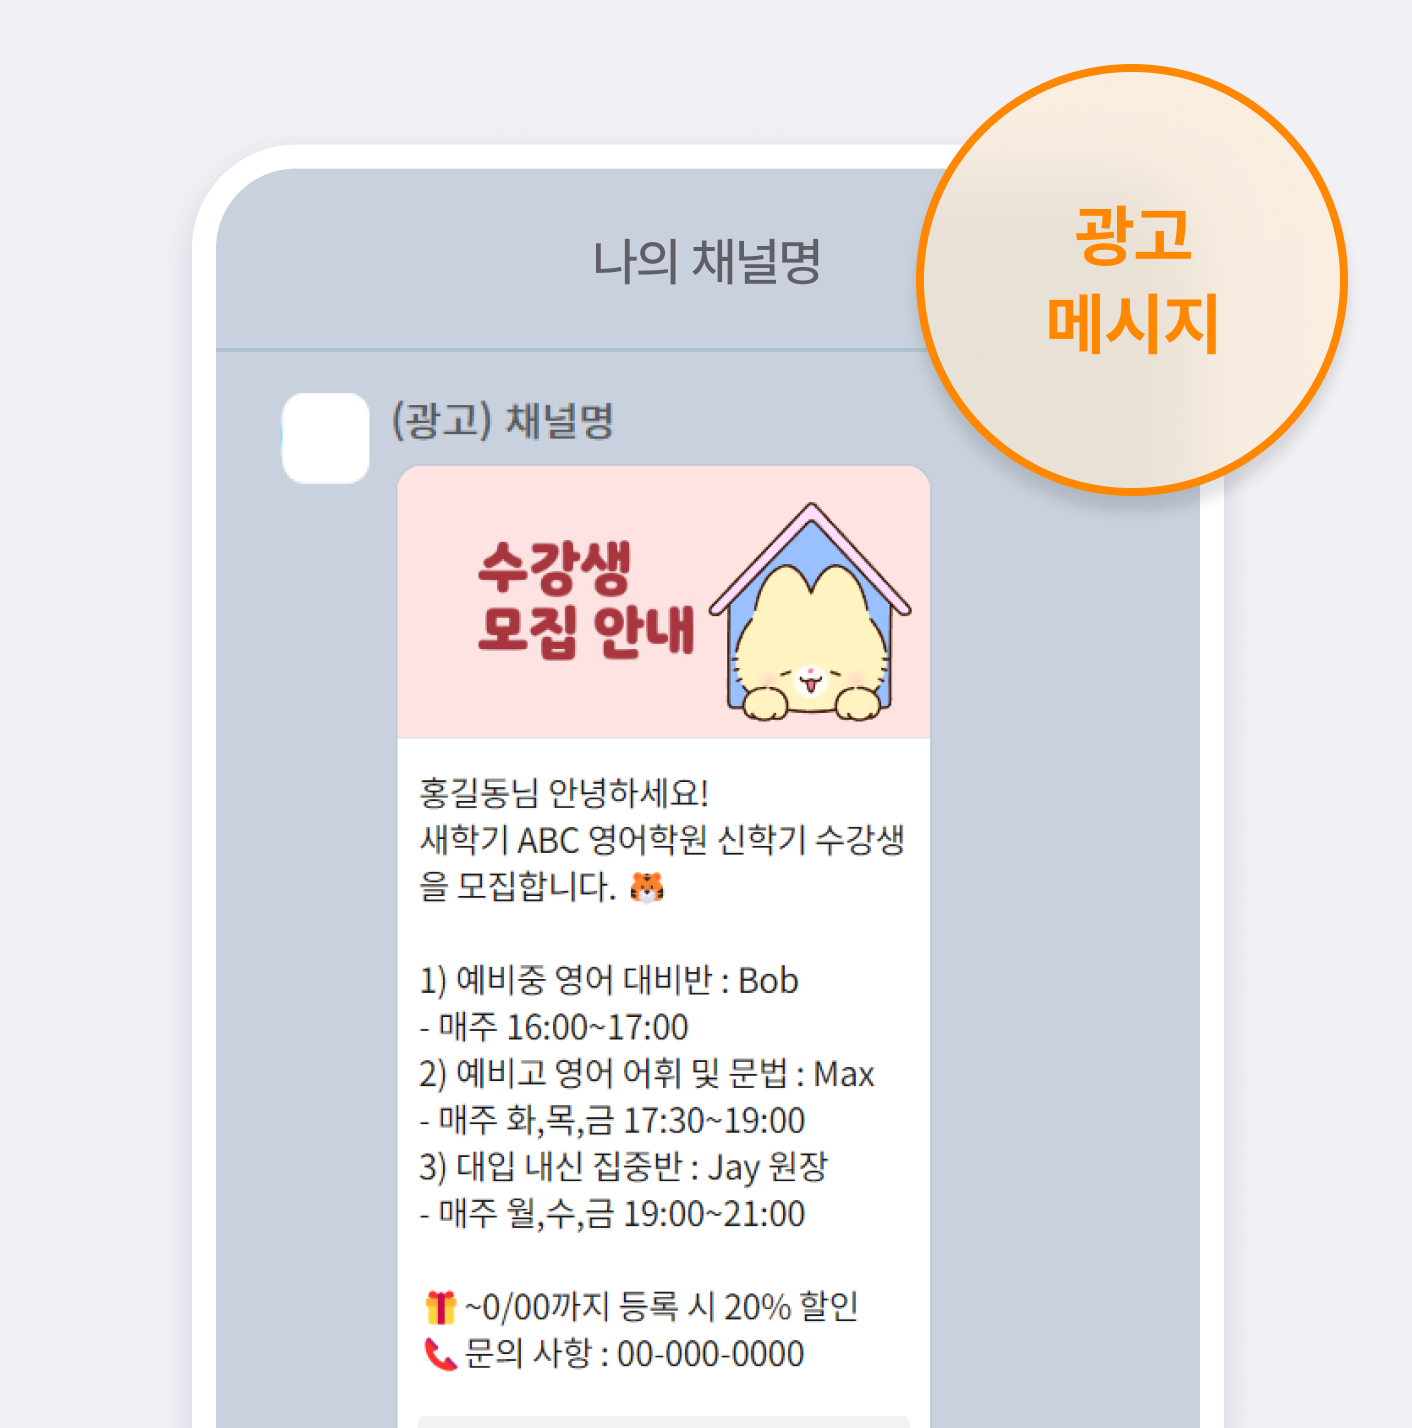 광고
메시지
나의 채널명
(광고) 채널명
수강생
모집 안내
홍길동님 안녕하세요!
새학기 ABC 영어학원 신학기 수강생
을 모집합니다. 🐯
1) 예비중 영어 대비반 : Bob
- 매주 16:00~17:00
2) 예비고 영어 어휘 및 문법 : Max
- 매주 화,목,금 17:30~19:00
3) 대입 내신 집중반 : Jay 원장
- 매주 월,수,금 19:00~21:00
🎁 ~0/00까지 등록 시 20% 할인
📞 문의 사항 : 00-000-0000